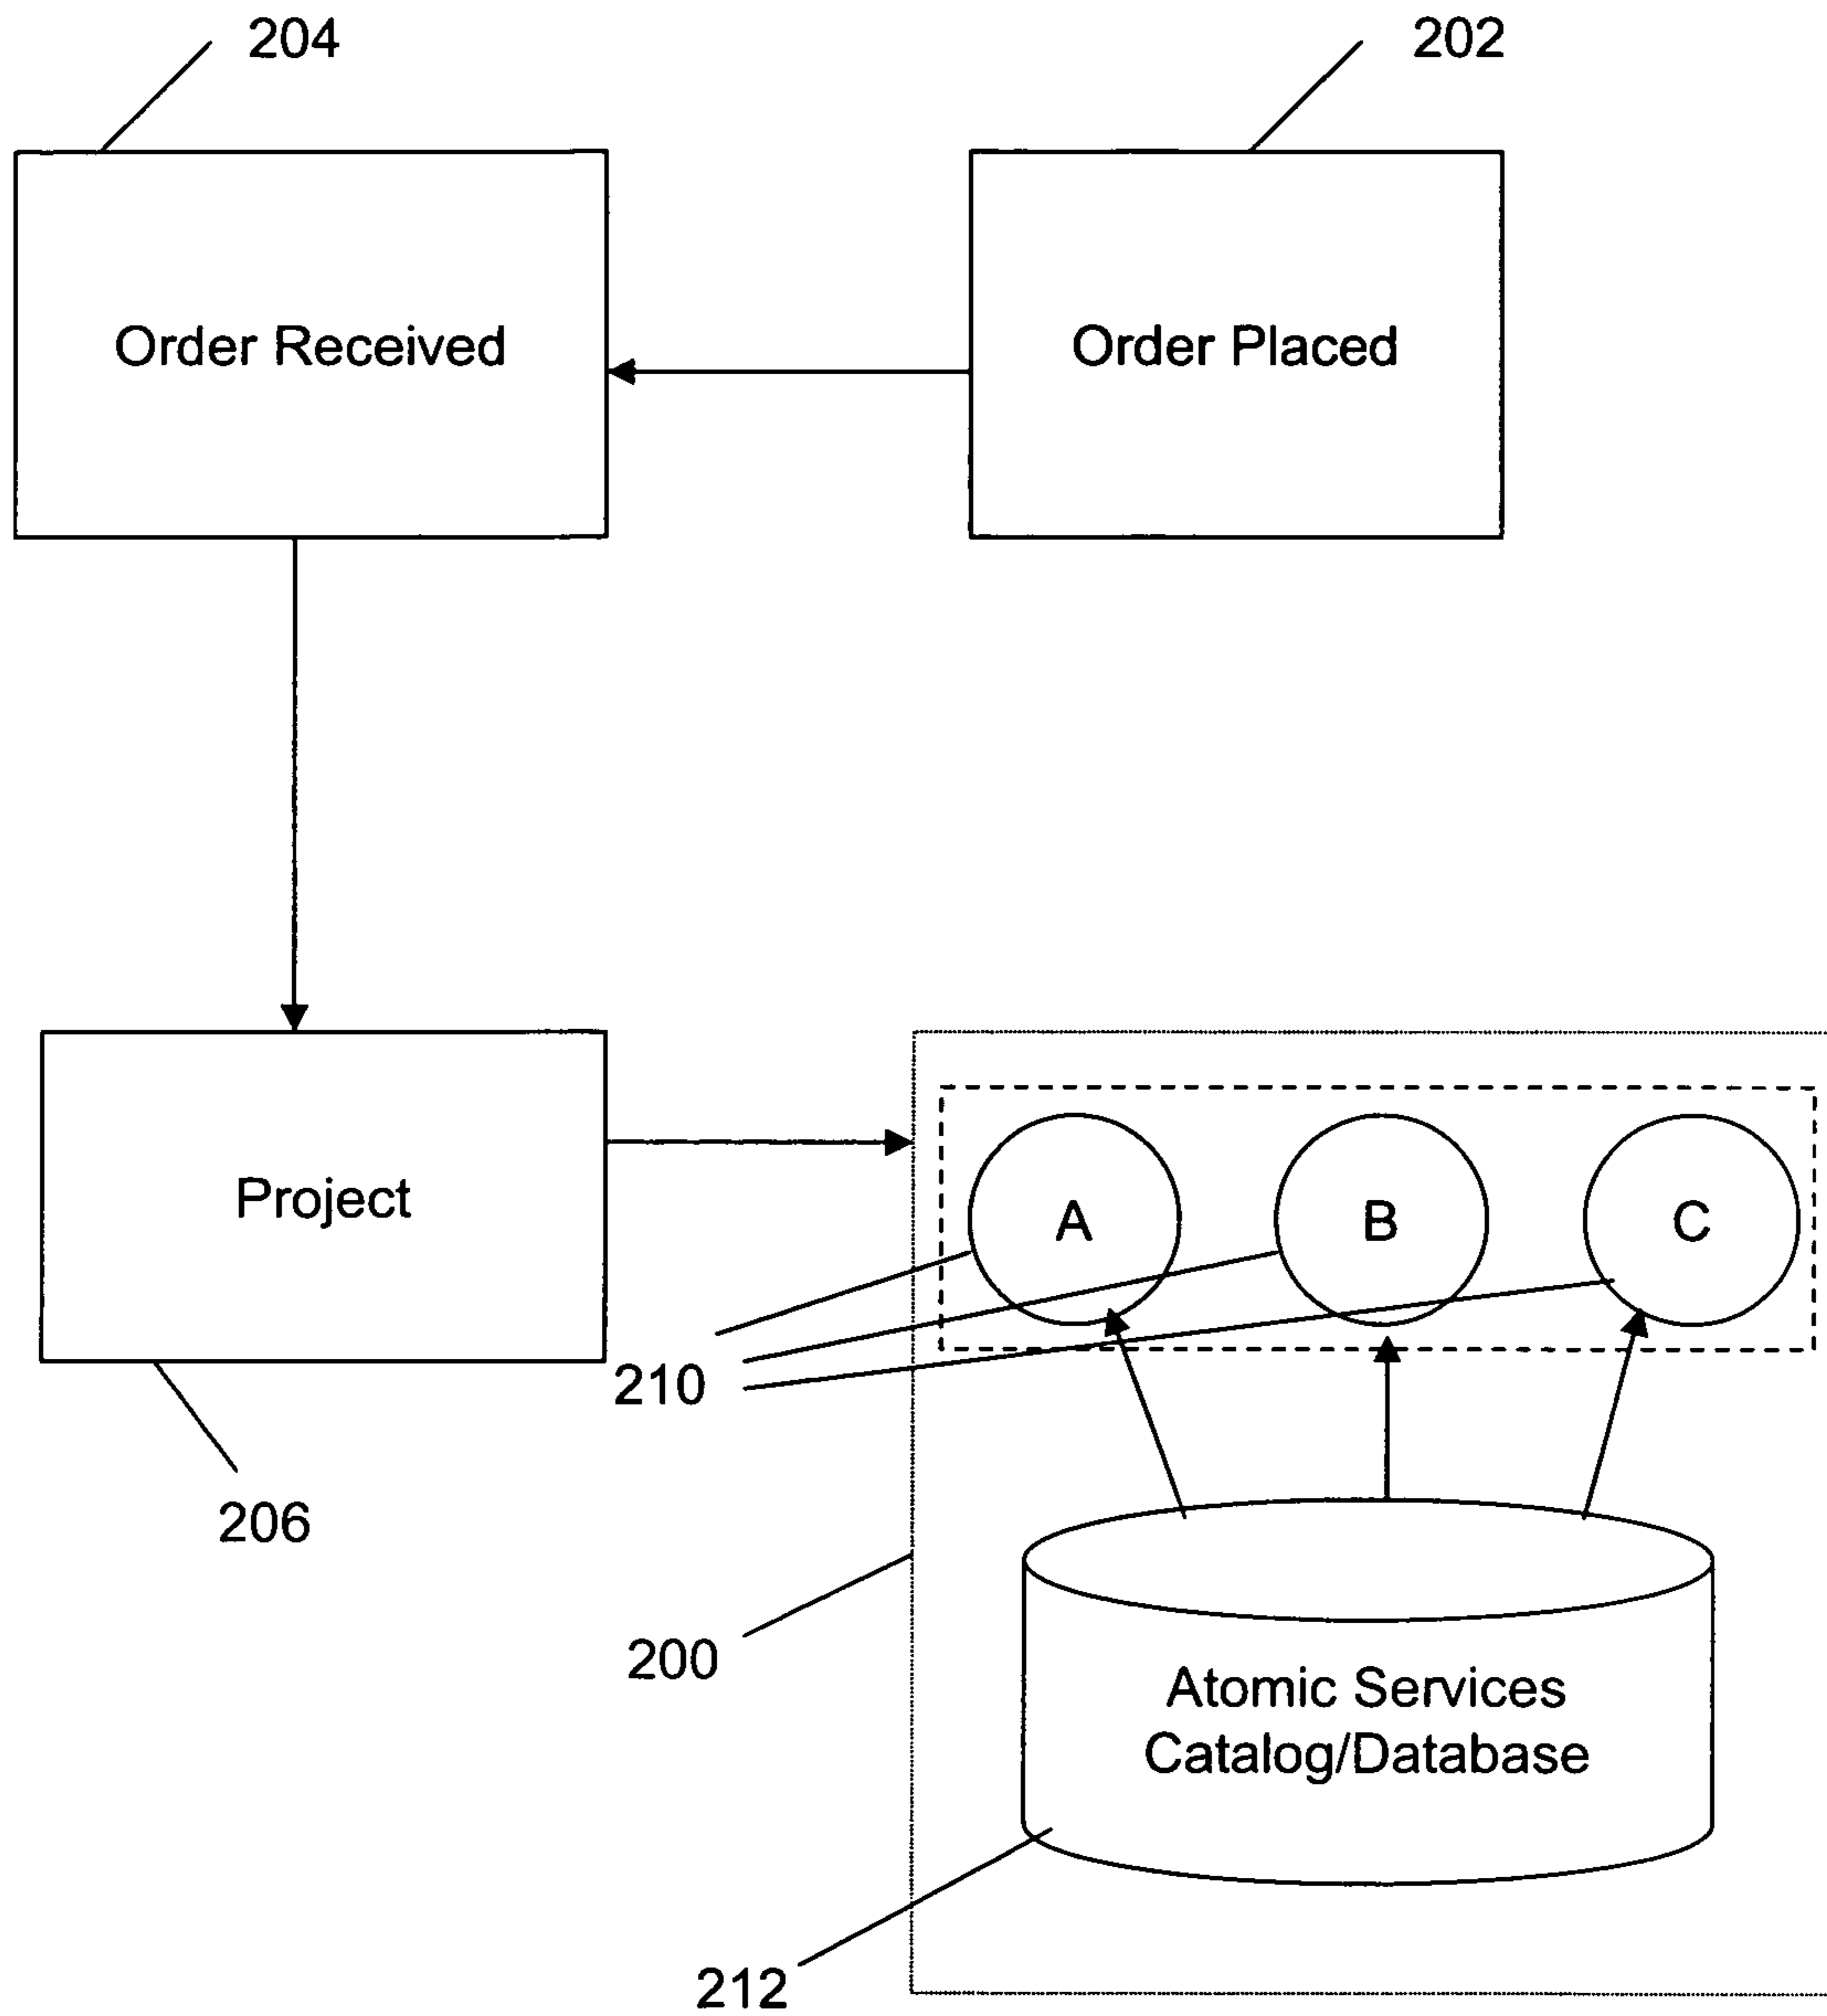 204
202
Order Received
Order Placed
A
B
C
Project
210
206
200
Atomic Services
Catalog/Database
212